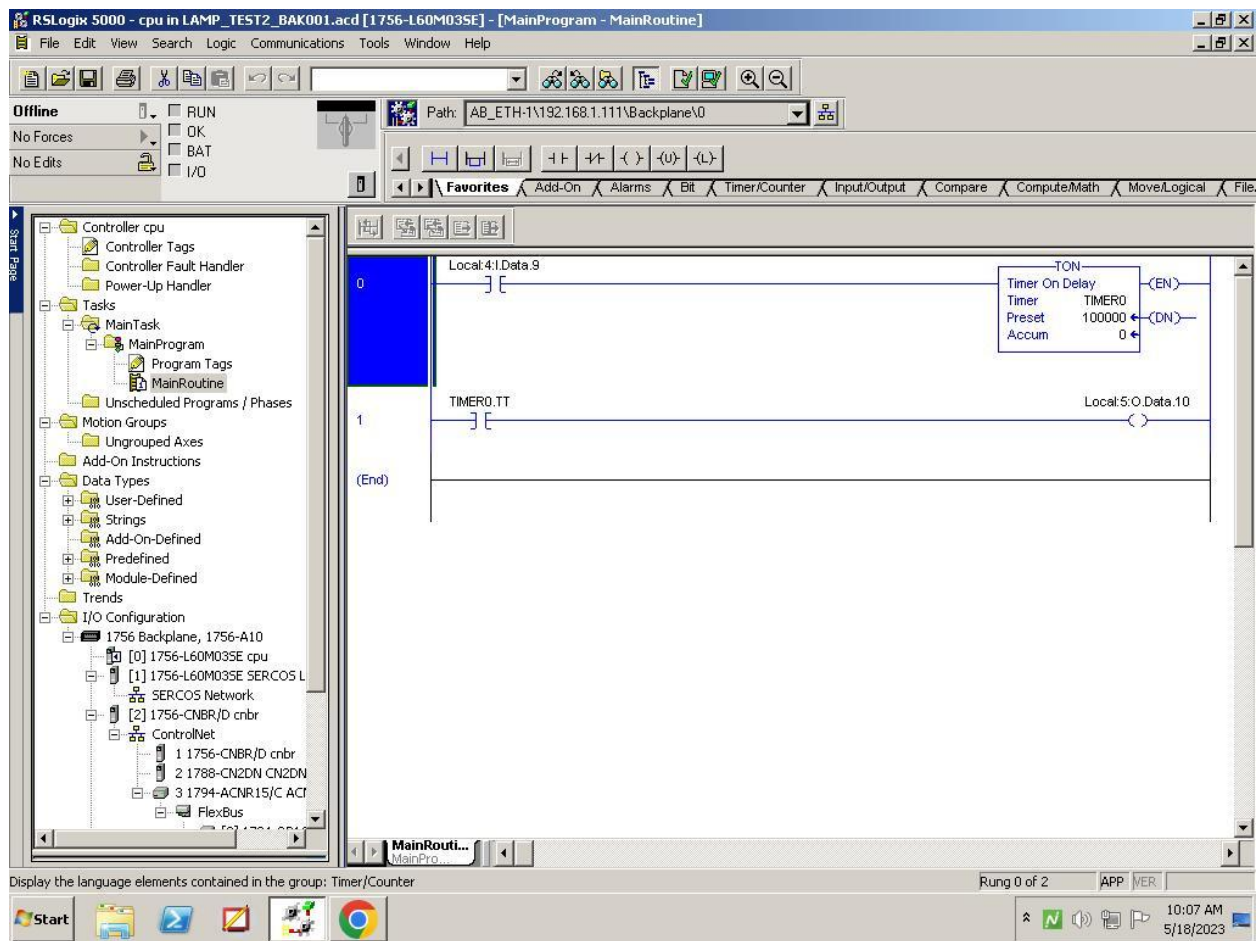 RSLogix 5000 - cpu in LAMP_TEST2_BAK001.acd [1756-L60M03SE] - [MainProgram - MainRoutine]
File Edit View Search Logic Communications Tools Window Help
Offline
RUN
No Forces
OK
No Edits
BAT
I/O
Path: AB_ETH-1\192.168.1.111\Backplane\0
Favorites Add-On Alarms Bit Timer/Counter Input/Output Compare Compute/Math Move/Logical File
Start Page
Controller cpu
Controller Tags
Controller Fault Handler
Power-Up Handler
Tasks
MainTask
MainProgram
Program Tags
MainRoutine
Unscheduled Programs / Phases
Motion Groups
Ungrouped Axes
Add-On Instructions
Data Types
User-Defined
Strings
Add-On-Defined
Predefined
Module-Defined
Trends
I/O Configuration
1756 Backplane, 1756-A10
[0] 1756-L60M03SE cpu
[1] 1756-L60M03SE SERCOS L
SERCOS Network
[2] 1756-CNBR/D cnbr
ControlNet
1 1756-CNBR/D cnbr
2 1788-CN2DN CN2DN
3 1794-ACNR15/C ACN
FlexBus
0
Local:4:I.Data.9
TON
Timer On Delay
Timer TIMER0
Preset 100000
Accum 0
(EN)
(DN)
1
TIMER0.TT
Local:5:O.Data.10
(End)
MainRouti...
MainPro...
Display the language elements contained in the group: Timer/Counter
Rung 0 of 2
APP
VER
Start
10:07 AM
5/18/2023